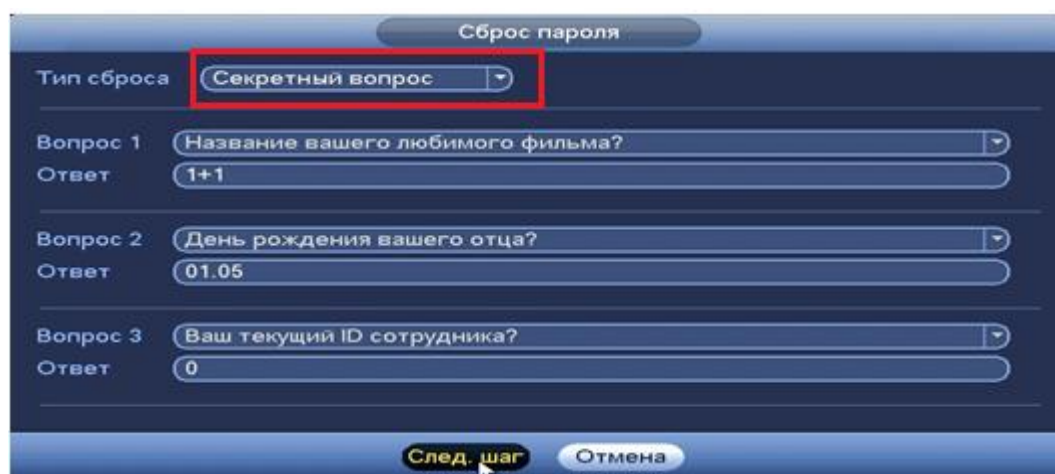 Сброс пароля
Тип сброса Секретный вопрос
Вопрос 1 Название вашего любимого фильма?
Ответ 1+1
Вопрос 2 День рождения вашего отца?
Ответ 01.05
Вопрос 3 Ваш текущий ID сотрудника?
Ответ 0
След. шаг Отмена